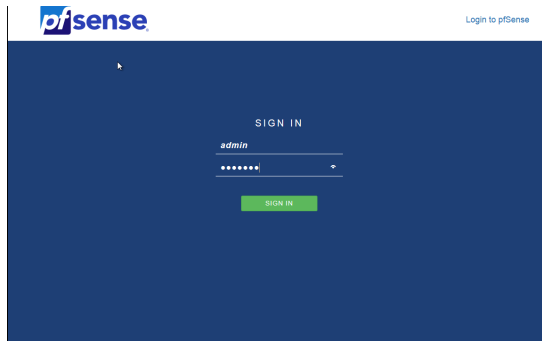 pfsense
Login to pfSense
SIGN IN
admin
•••••••
SIGN IN